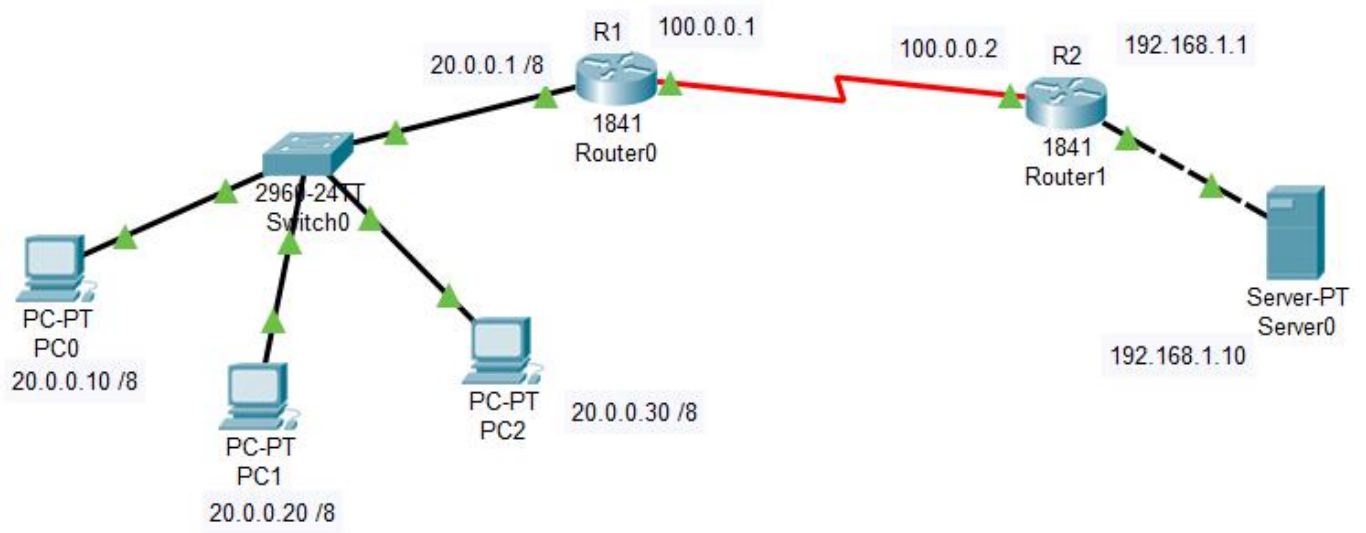 R1
100.0.0.1
20.0.0.1 /8
1841
Router0
100.0.0.2
R2
192.168.1.1
1841
Router1
2960-24TT
Switch0
PC-PT
PC0
20.0.0.10 /8
PC-PT
PC1
20.0.0.20 /8
PC-PT
PC2
20.0.0.30 /8
Server-PT
Server0
192.168.1.10